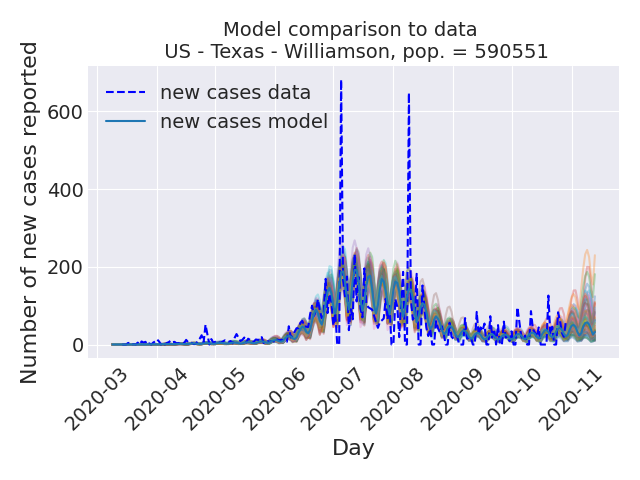 Model comparison to data
US - Texas - Williamson, pop. = 590551
Number of new cases reported
600
400
200
0
new cases data
new cases model
2020-03
2020-04
2020-05
2020-06
2020-07
2020-08
2020-09
2020-10
2020-11
Day